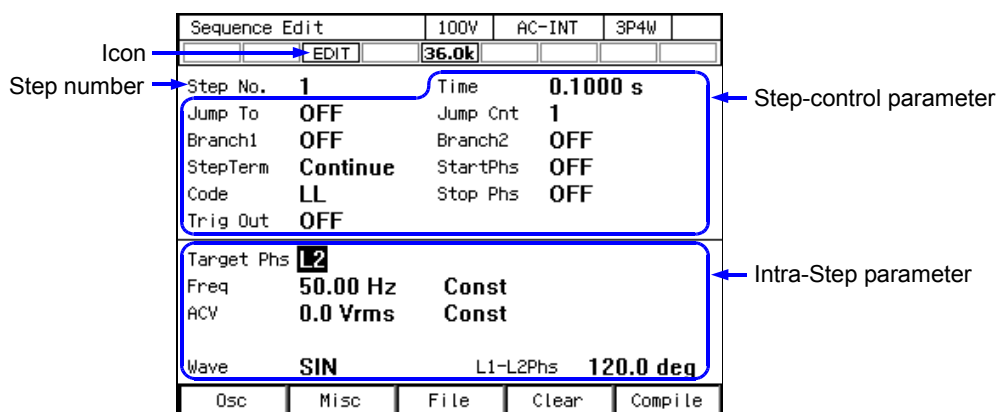 Sequence Edit 100V AC-INT 3P4W
Icon EDIT 36.0k
Step number Step No. 1 Time 0.1000 s Step-control parameter
Jump To OFF Jump Cnt 1
Branch1 OFF Branch2 OFF
StepTerm Continue StartPhs OFF
Code LL Stop Phs OFF
Trig Out OFF
Target Phs L2 Intra-Step parameter
Freq 50.00 Hz Const
ACV 0.0 Vrms Const
Wave SIN L1-L2Phs 120.0 deg
Osc Misc File Clear Compile